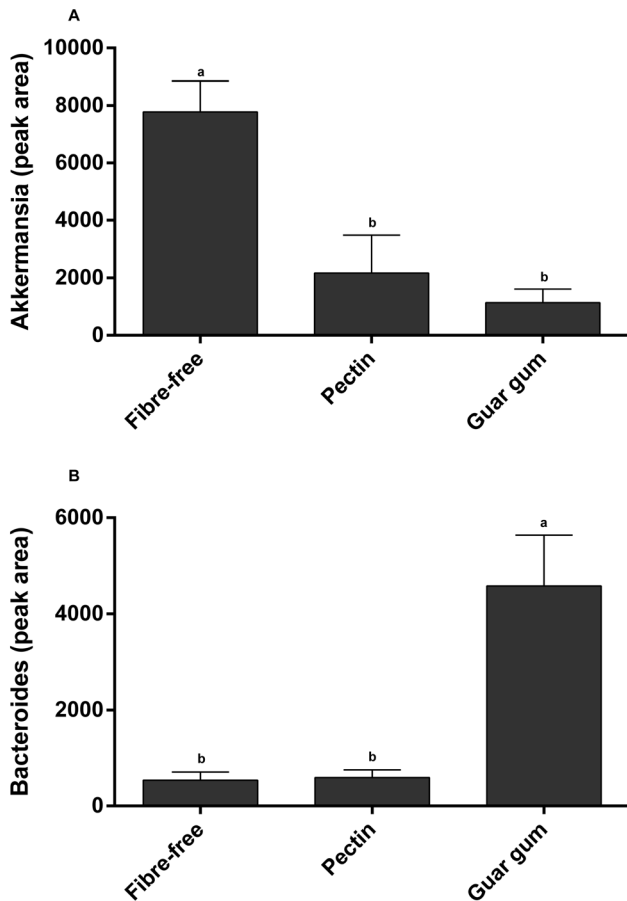 A
Akkermansia (peak area)
10000
8000
6000
4000
2000
0
a
b
b
Fibre-free
Pectin
Guar gum
B
Bacteroides (peak area)
6000
4000
2000
0
b
b
a
Fibre-free
Pectin
Guar gum